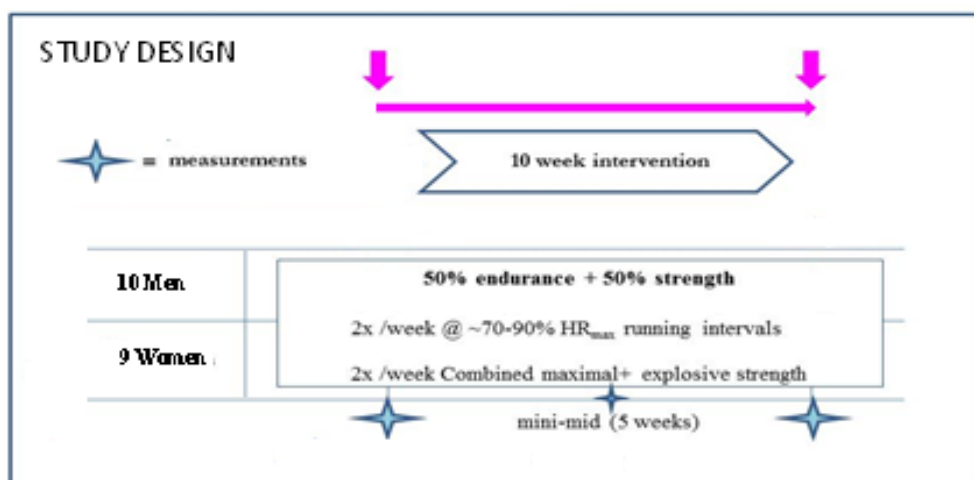 STUDY DESIGN
= measurements
10 week intervention
10 Men
50% endurance + 50% strength
2x /week @ ~70-90% HRmax running intervals
9 Women
2x /week Combined maximal+ explosive strength
mini-mid (5 weeks)